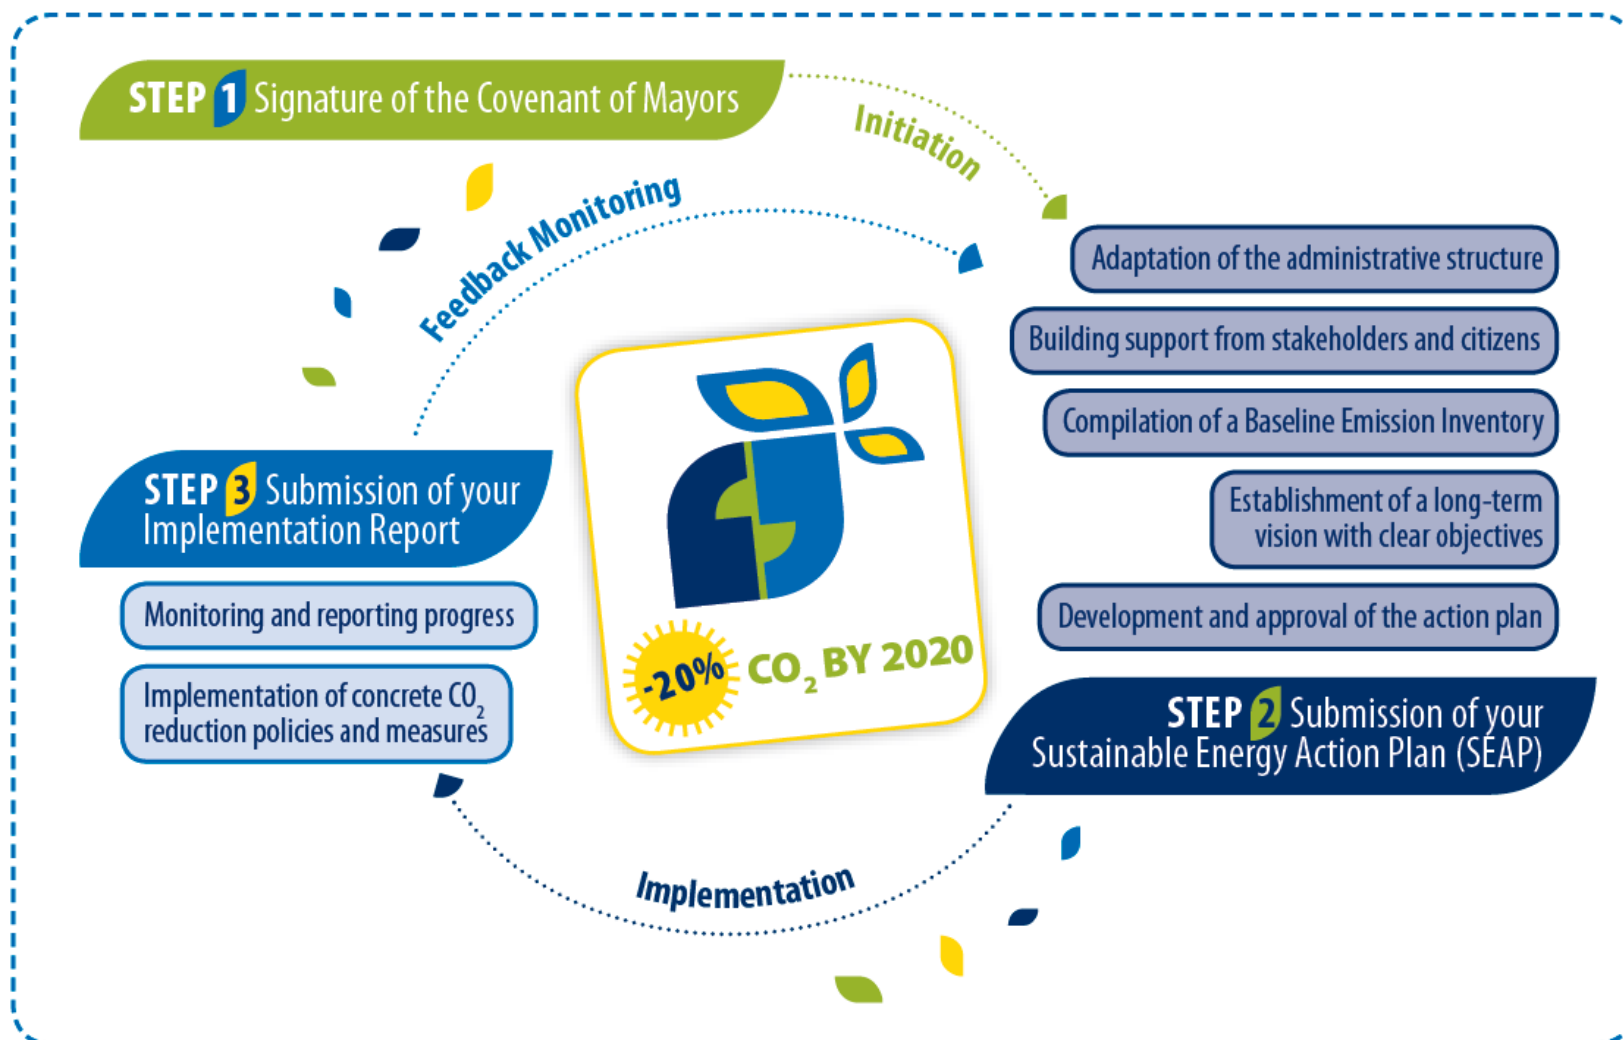 STEP 1 Signature of the Covenant of Mayors
Initiation
Feedback Monitoring
Adaptation of the administrative structure
Building support from stakeholders and citizens
Compilation of a Baseline Emission Inventory
Establishment of a long-term
vision with clear objectives
Development and approval of the action plan
STEP 2 Submission of your
Sustainable Energy Action Plan (SEAP)
Implementation
STEP 3 Submission of your
Implementation Report
Monitoring and reporting progress
Implementation of concrete CO₂
reduction policies and measures
-20% CO₂ BY 2020